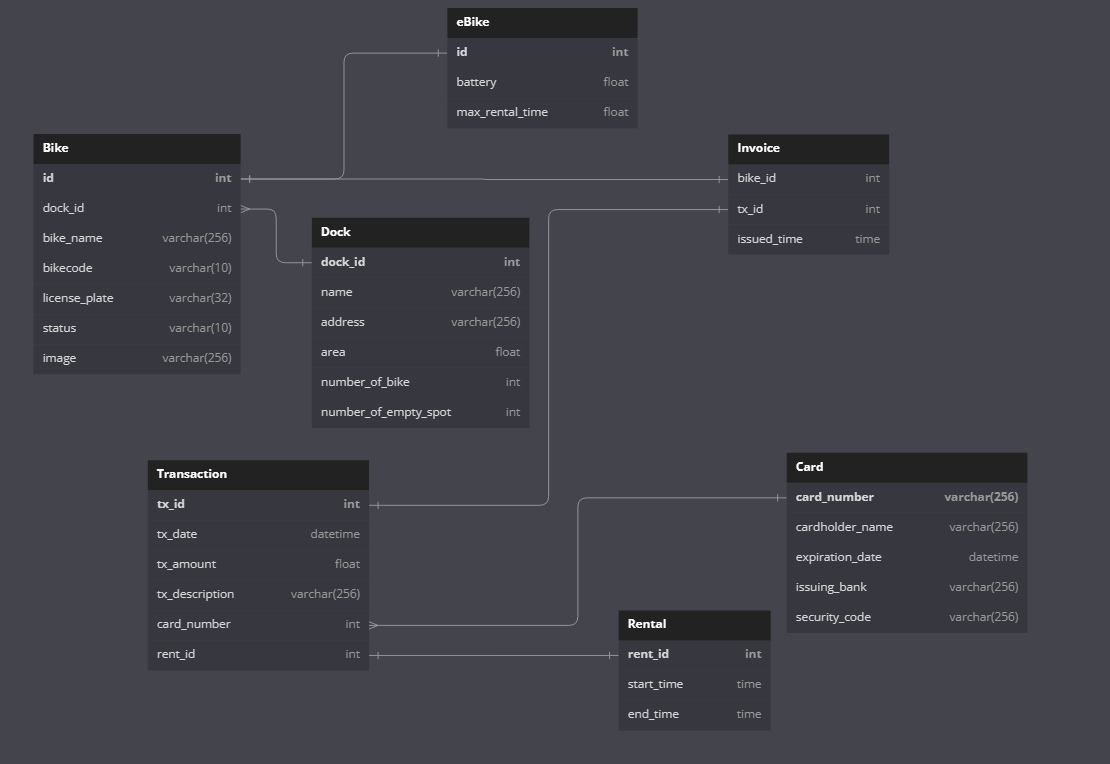 eBike
id int
battery float
max_rental_time float
Bike
id int
dock_id int
bike_name varchar(256)
bikecode varchar(10)
license_plate varchar(32)
status varchar(10)
image varchar(256)
Invoice
bike_id int
tx_id int
issued_time time
Dock
dock_id int
name varchar(256)
address varchar(256)
area float
number_of_bike int
number_of_empty_spot int
Transaction
tx_id int
tx_date datetime
tx_amount float
tx_description varchar(256)
card_number int
rent_id int
Card
card_number varchar(256)
cardholder_name varchar(256)
expiration_date datetime
issuing_bank varchar(256)
security_code varchar(256)
Rental
rent_id int
start_time time
end_time time